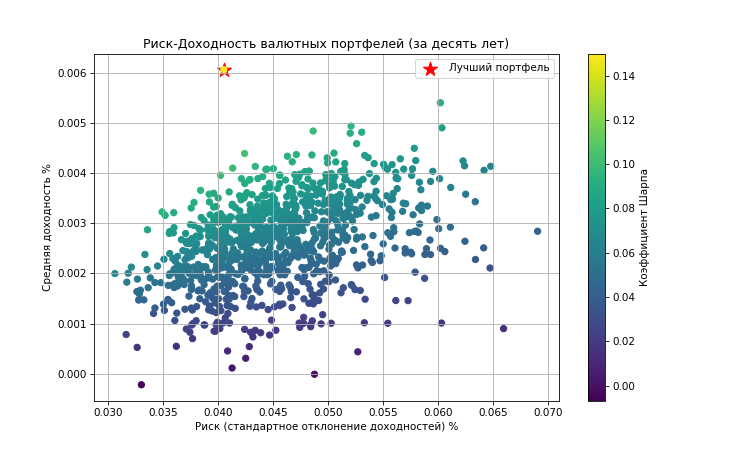 Риск-Доходность валютных портфелей (за десять лет)
Лучший портфель
Средняя доходность %
0.006
0.005
0.004
0.003
0.002
0.001
0.000
0.030 0.035 0.040 0.045 0.050 0.055 0.060 0.065 0.070
Риск (стандартное отклонение доходностей) %
0.14
0.12
0.10
0.08
0.06
0.04
0.02
0.00
Коэффициент Шарпа